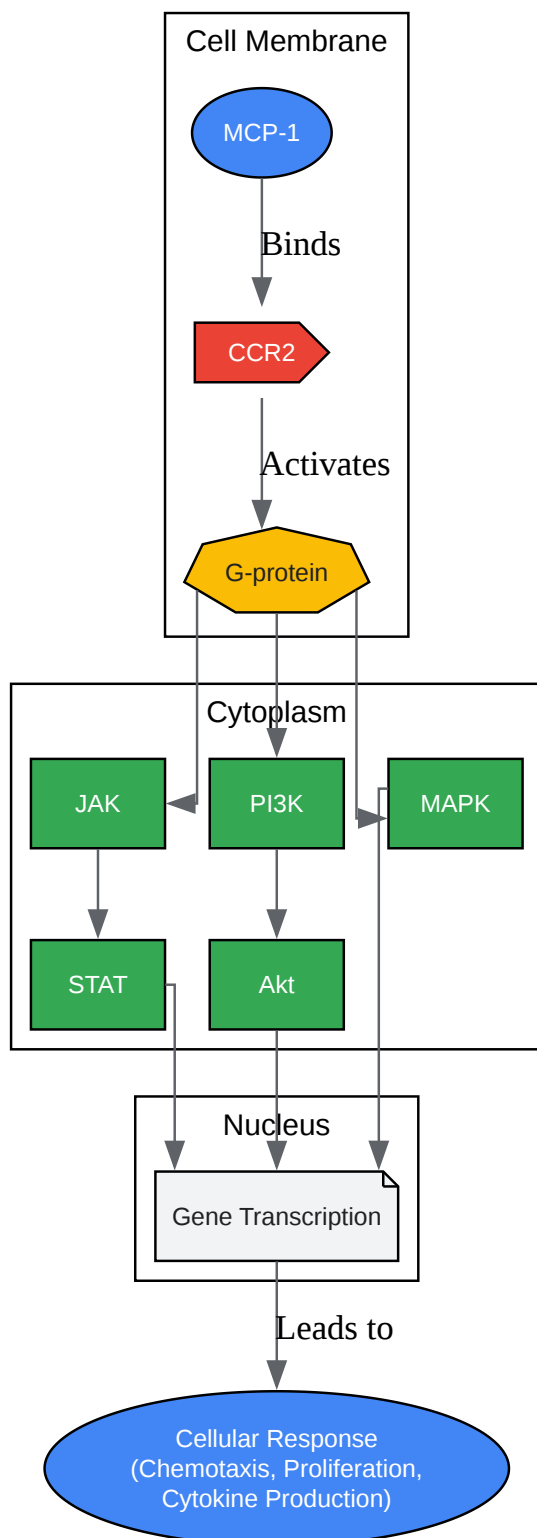 Cell Membrane
MCP-1
Binds
CCR2
Activates
G-protein
Cytoplasm
JAK
PI3K
MAPK
STAT
Akt
Nucleus
Gene Transcription
Leads to
Cellular Response
(Chemotaxis, Proliferation,
Cytokine Production)